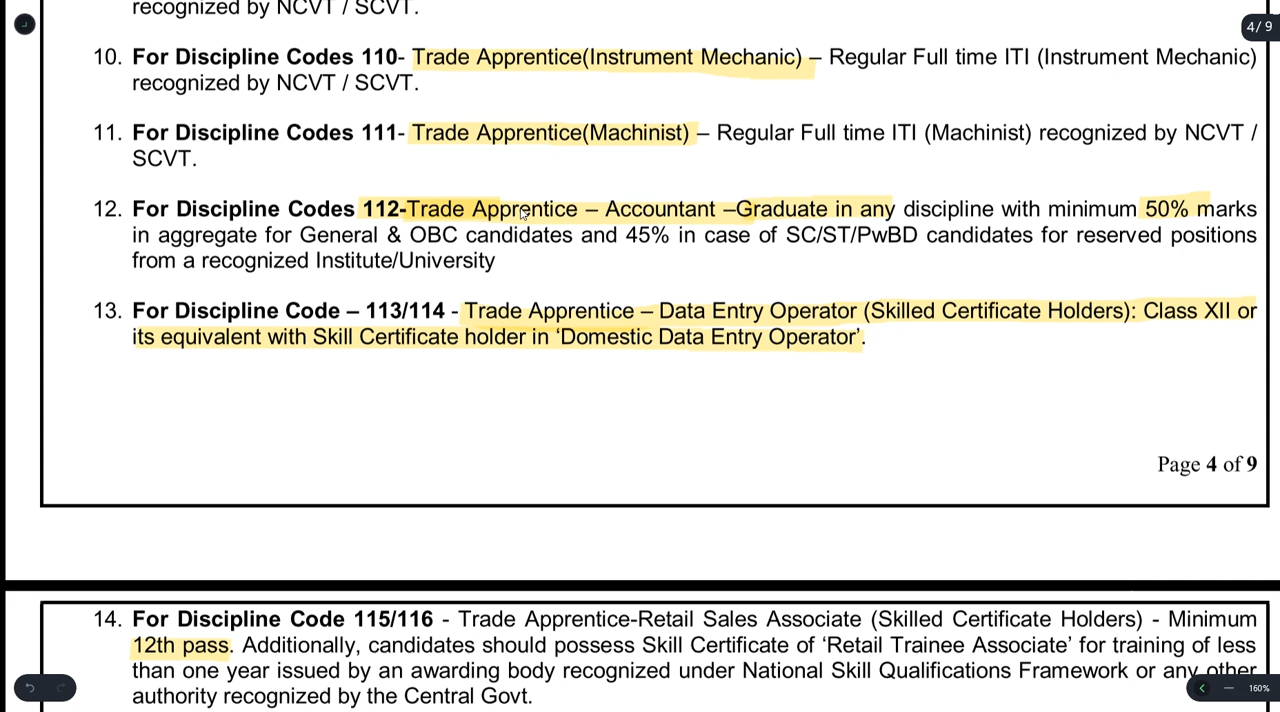 recognized by NCVT / SCVT.
4/ 9
10. For Discipline Codes 110- Trade Apprentice(Instrument Mechanic) – Regular Full time ITI (Instrument Mechanic)
recognized by NCVT / SCVT.
11. For Discipline Codes 111- Trade Apprentice(Machinist) – Regular Full time ITI (Machinist) recognized by NCVT /
SCVT.
12. For Discipline Codes 112-Trade Apprentice – Accountant –Graduate in any discipline with minimum 50% marks
in aggregate for General & OBC candidates and 45% in case of SC/ST/PwBD candidates for reserved positions
from a recognized Institute/University
13. For Discipline Code – 113/114 - Trade Apprentice – Data Entry Operator (Skilled Certificate Holders): Class XII or
its equivalent with Skill Certificate holder in ‘Domestic Data Entry Operator’.
Page 4 of 9
14. For Discipline Code 115/116 - Trade Apprentice-Retail Sales Associate (Skilled Certificate Holders) - Minimum
12th pass. Additionally, candidates should possess Skill Certificate of ‘Retail Trainee Associate’ for training of less
than one year issued by an awarding body recognized under National Skill Qualifications Framework or any other
authority recognized by the Central Govt.
160%